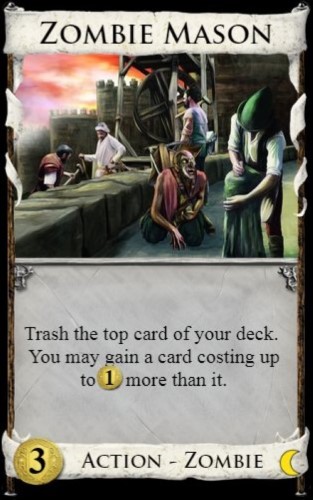 Zombie Mason
Trash the top card of your deck.
You may gain a card costing up
to 1 more than it.
3 Action - Zombie